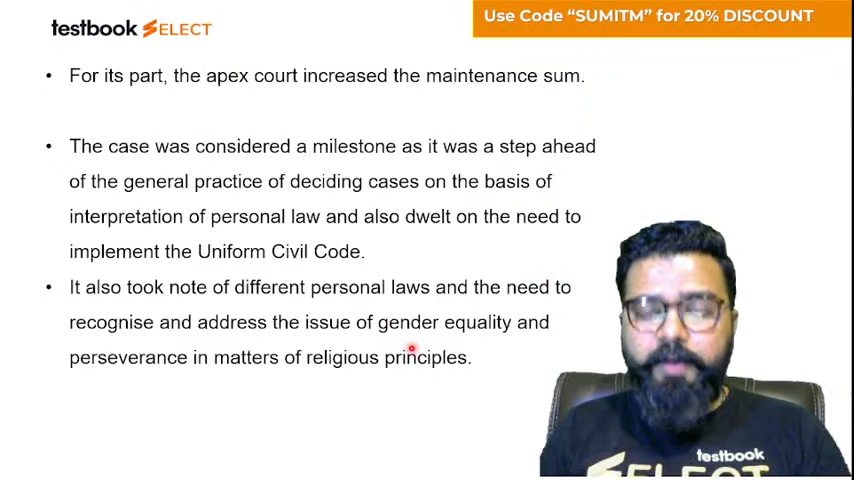 testbook SELECT
Use Code “SUMITM” for 20% DISCOUNT
• For its part, the apex court increased the maintenance sum.
• The case was considered a milestone as it was a step ahead
of the general practice of deciding cases on the basis of
interpretation of personal law and also dwelt on the need to
implement the Uniform Civil Code.
• It also took note of different personal laws and the need to
recognise and address the issue of gender equality and
perseverance in matters of religious principles.
testbook
SELECT